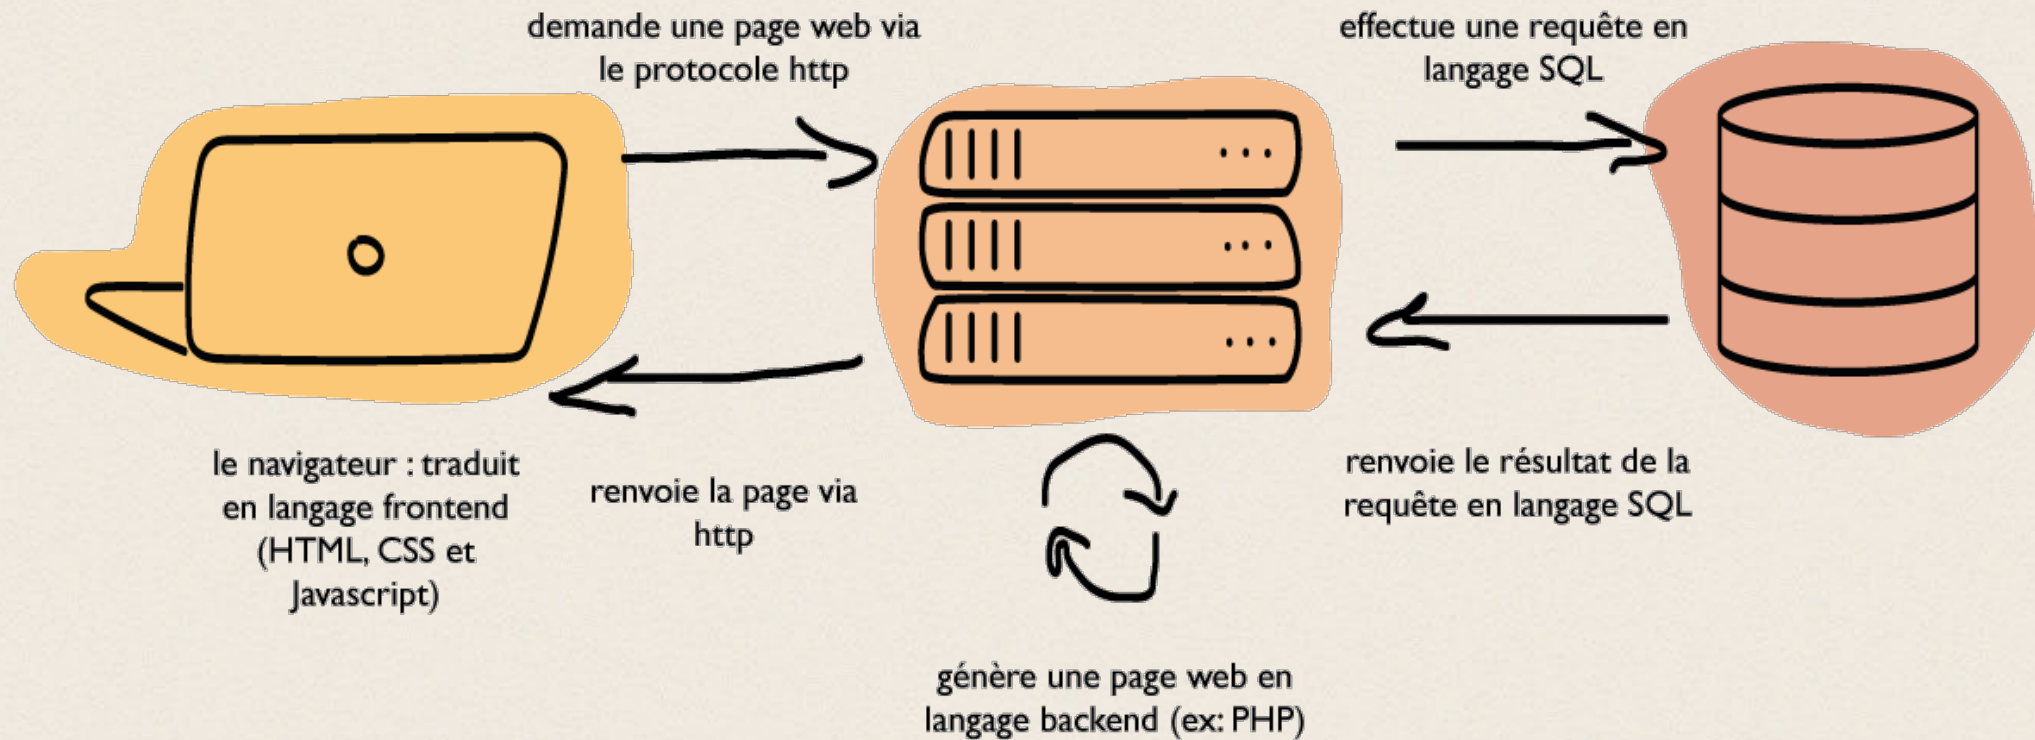 demande une page web via
le protocole http
effectue une requête en
langage SQL
le navigateur : traduit
en langage frontend
(HTML, CSS et
Javascript)
renvoie la page via
http
renvoie le résultat de la
requête en langage SQL
génère une page web en
langage backend (ex: PHP)